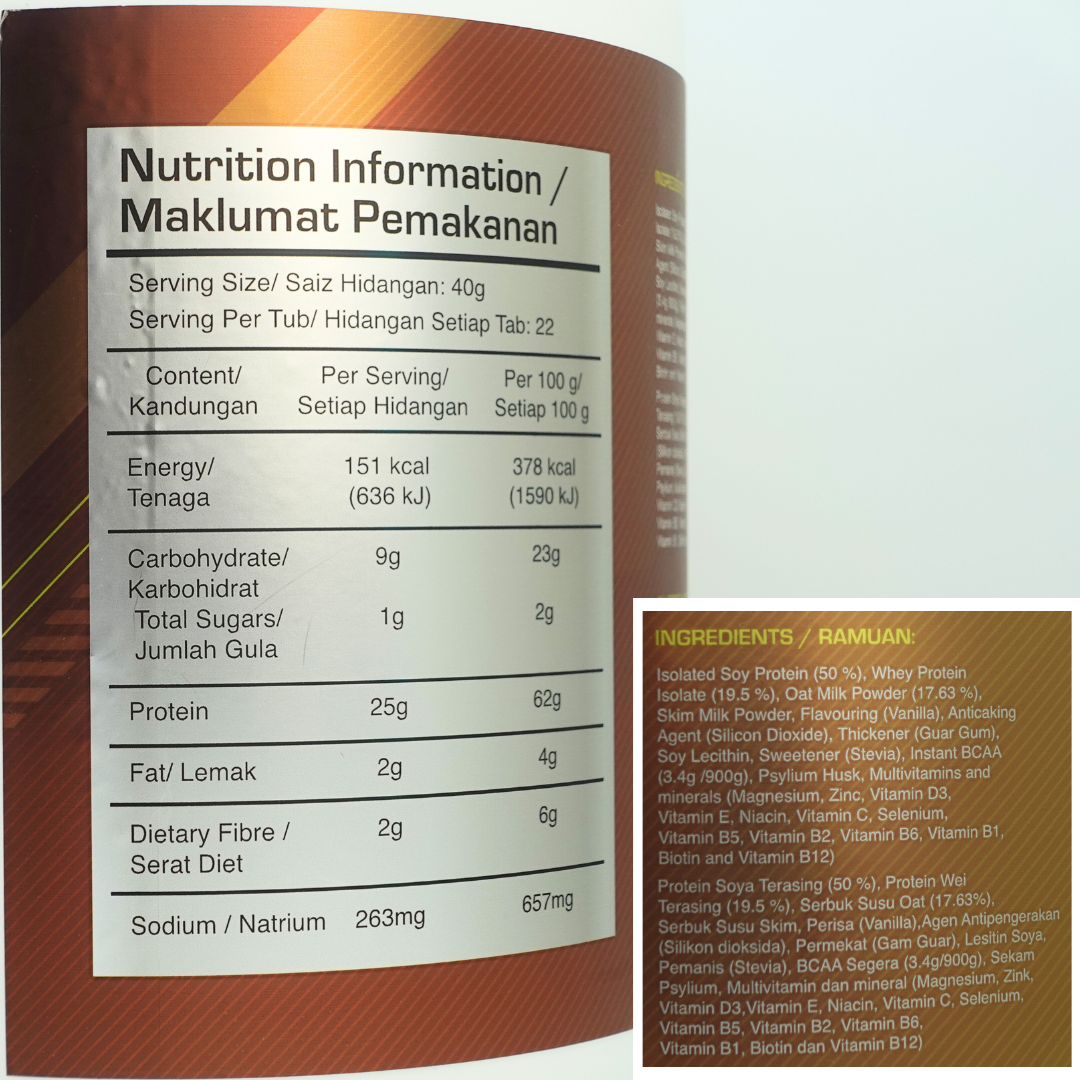 Nutrition Information /
Maklumat Pemakanan
Serving Size/ Saiz Hidangan: 40g
Serving Per Tub/ Hidangan Setiap Tab: 22
Content/ Per Serving/ Per 100 g/
Kandungan Setiap Hidangan Setiap 100 g
Energy/ 151 kcal 378 kcal
Tenaga (636 kJ) (1590 kJ)
Carbohydrate/ 9g 23g
Karbohidrat
Total Sugars/ 1g 2g
Jumlah Gula
Protein 25g 62g
Fat/ Lemak 2g 4g
Dietary Fibre / 2g 6g
Serat Diet
Sodium / Natrium 263mg 657mg
INGREDIENTS / RAMUAN:
Isolated Soy Protein (50 %), Whey Protein
Isolate (19.5 %), Oat Milk Powder (17.63 %),
Skim Milk Powder, Flavouring (Vanilla), Anticaking
Agent (Silicon Dioxide), Thickener (Guar Gum),
Soy Lecithin, Sweetener (Stevia), Instant BCAA
(3.4g /900g), Psylium Husk, Multivitamins and
minerals (Magnesium, Zinc, Vitamin D3,
Vitamin E, Niacin, Vitamin C, Selenium,
Vitamin B5, Vitamin B2, Vitamin B6, Vitamin B1,
Biotin and Vitamin B12)
Protein Soya Terasing (50 %), Protein Wei
Terasing (19.5 %), Serbuk Susu Oat (17.63%),
Serbuk Susu Skim, Perisa (Vanilla),Agen Antipengerakan
(Silikon dioksida), Permekat (Gam Guar), Lesitin Soya,
Pemanis (Stevia), BCAA Segera (3.4g/900g), Sekam
Psylium, Multivitamin dan mineral (Magnesium, Zink,
Vitamin D3,Vitamin E, Niacin, Vitamin C, Selenium,
Vitamin B5, Vitamin B2, Vitamin B6,
Vitamin B1, Biotin dan Vitamin B12)